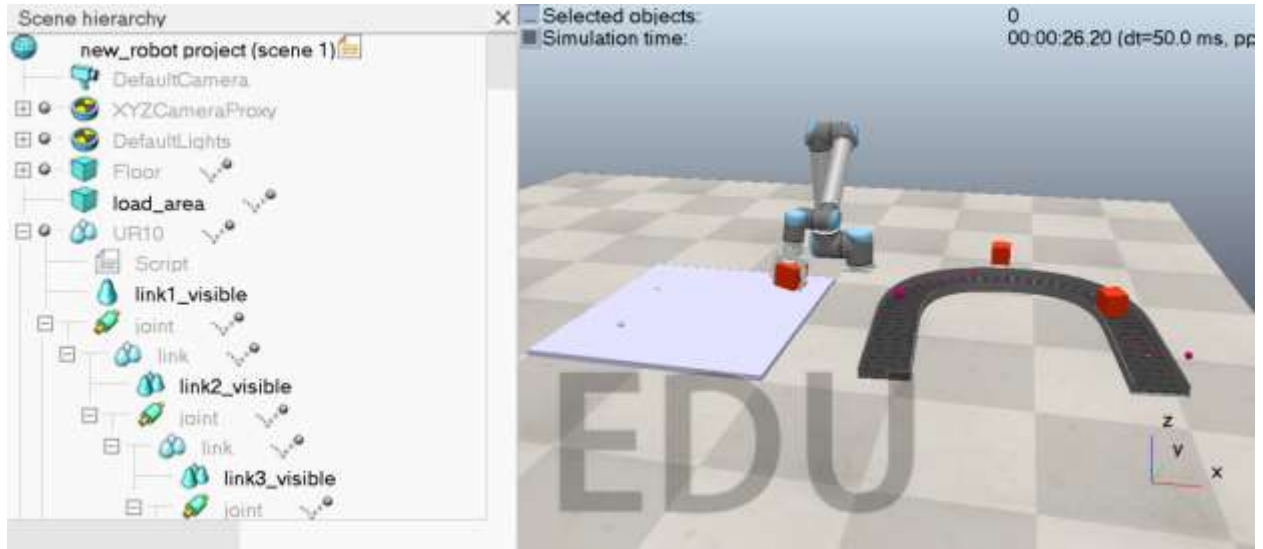 Scene hierarchy
new_robot project (scene 1)
DefaultCamera
XYZCameraProxy
DefaultLights
Floor
load_area
UR10
Script
link1_visible
joint
link
link2_visible
joint
link
link3_visible
joint
Selected objects: 0
Simulation time: 00:00:26.20 (dt=50.0 ms, pp
EDU
z
y
x